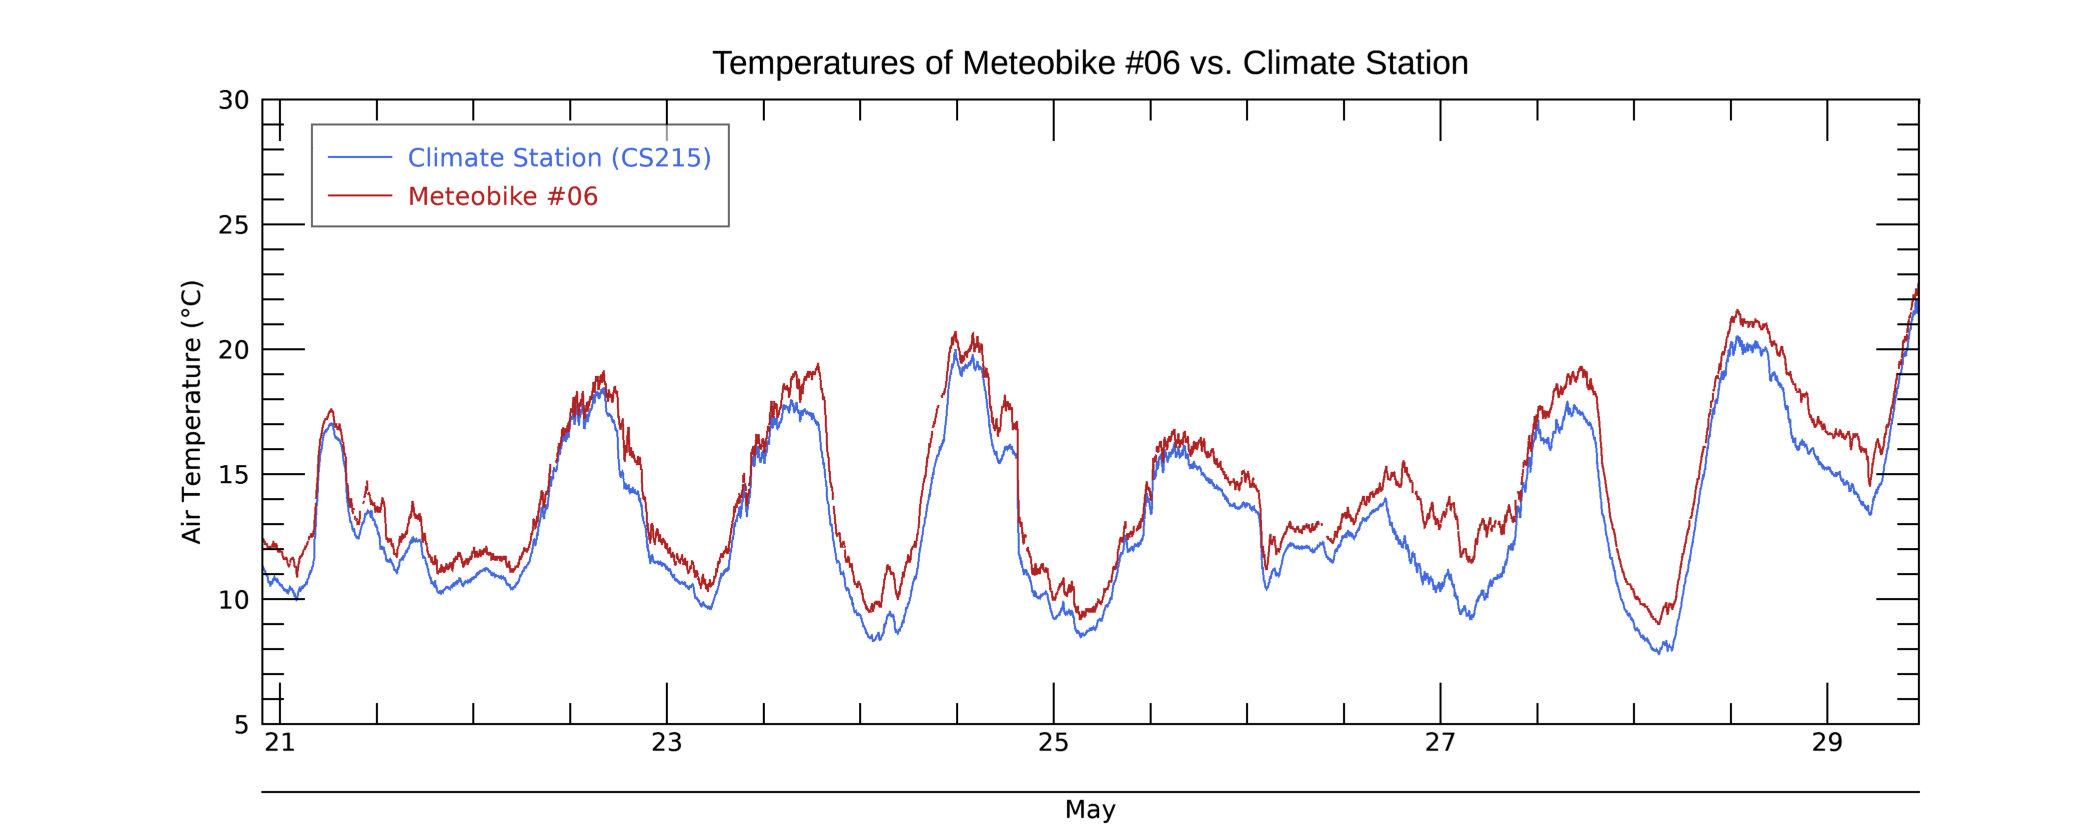 Temperatures of Meteobike #06 vs. Climate Station
30
Climate Station (CS215)
Meteobike #06
25
20
Air Temperature (°C)
15
10
5
21 23 25 27 29
May